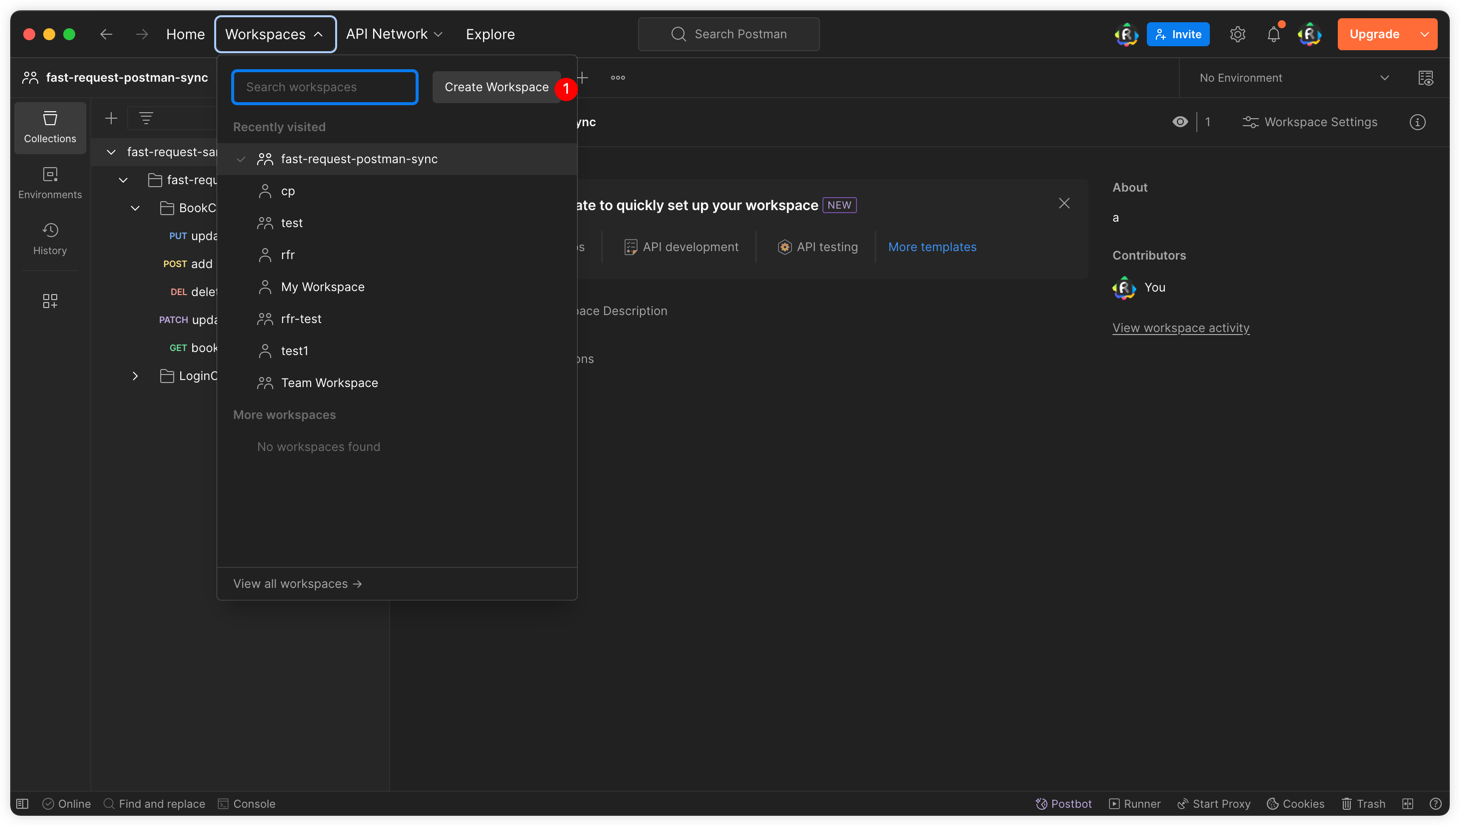 Home Workspaces API Network Explore Search Postman Invite Upgrade
fast-request-postman-sync No Environment
Search workspaces Create Workspace 1
ync 1 Workspace Settings
Collections
Environments
History
fast-request-sa
fast-requ
BookC
PUT upda
POST add
DEL dele
PATCH upda
GET book
LoginC
Recently visited
fast-request-postman-sync
cp
test
rfr
My Workspace
rfr-test
test1
Team Workspace
More workspaces
No workspaces found
View all workspaces →
ate to quickly set up your workspace NEW
s API development API testing More templates
ace Description
ons
About
a
Contributors
You
View workspace activity
Online Find and replace Console Postbot Runner Start Proxy Cookies Trash